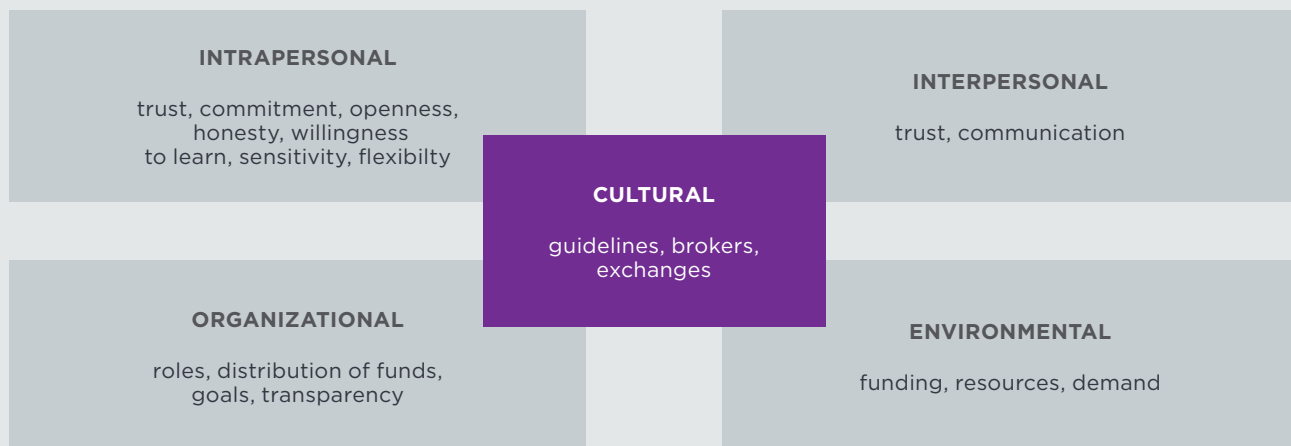 INTRAPERSONAL
trust, commitment, openness,
honesty, willingness
to learn, sensitivity, flexibilty
INTERPERSONAL
trust, communication
CULTURAL
guidelines, brokers,
exchanges
ORGANIZATIONAL
roles, distribution of funds,
goals, transparency
ENVIRONMENTAL
funding, resources, demand